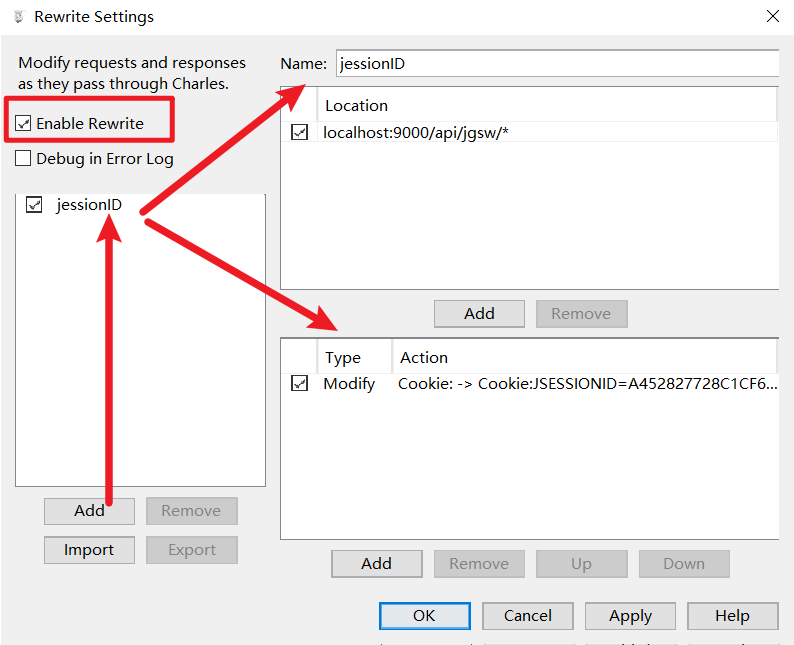 Rewrite Settings
Modify requests and responses
as they pass through Charles.
Enable Rewrite
Debug in Error Log
jessionID
Add
Remove
Import
Export
Name: jessionID
Location
localhost:9000/api/jgsw/*
Add
Remove
Type Action
Modify Cookie: -> Cookie:JSESSIONID=A452827728C1CF6...
Add
Remove
Up
Down
OK
Cancel
Apply
Help